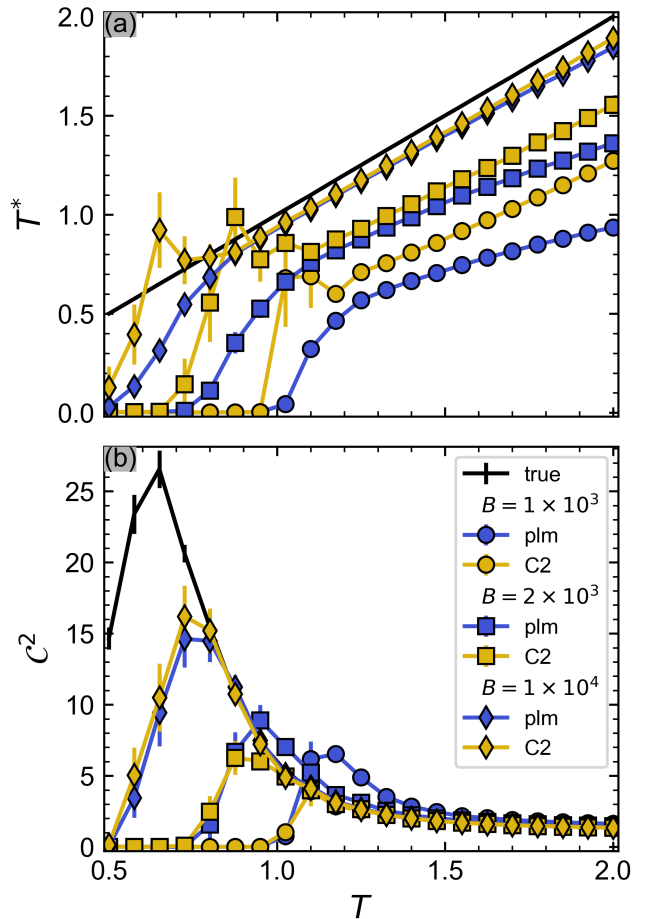 (a)
2.0
1.5
1.0
0.5
0.0
T*
(b)
25
20
15
10
5
0
C²
true
B = 1 × 10³
plm
C2
B = 2 × 10³
plm
C2
B = 1 × 10⁴
plm
C2
0.5 1.0 1.5 2.0
T